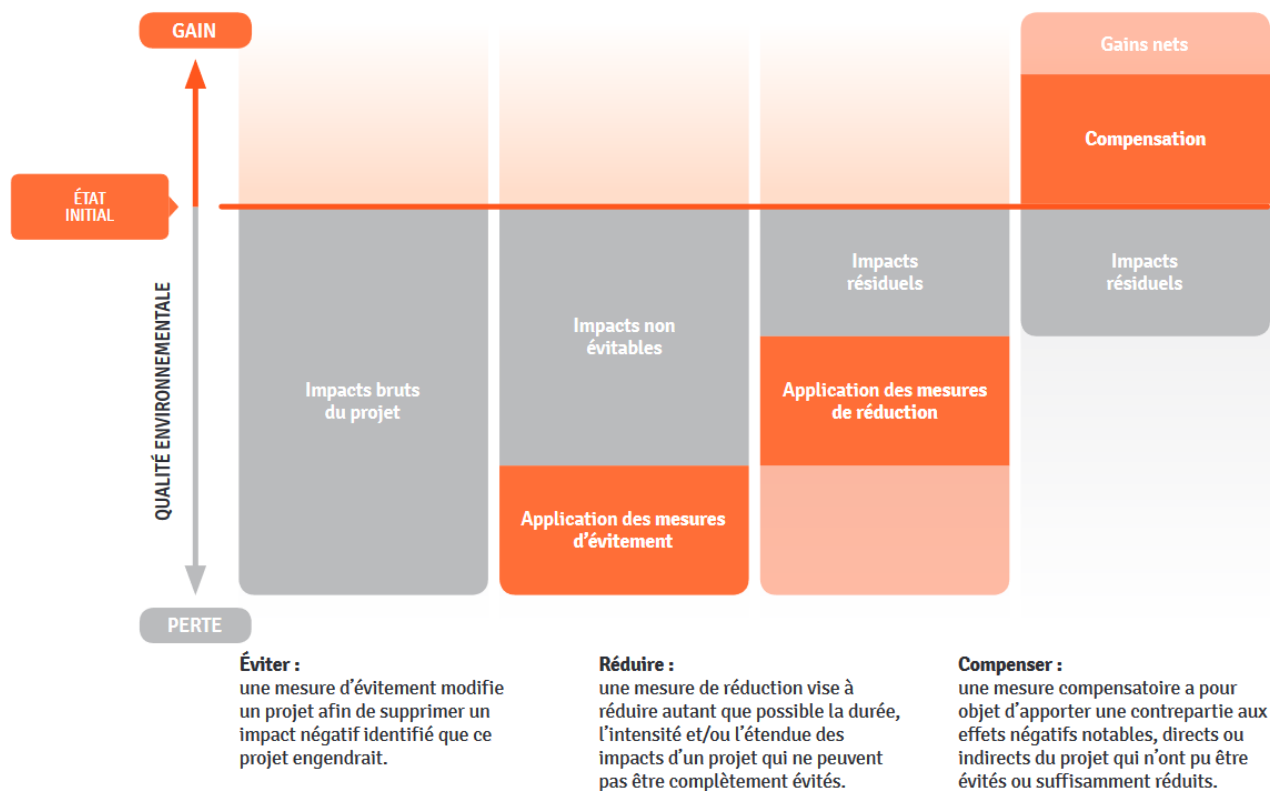 GAIN
Gains nets
Compensation
ÉTAT
INITIAL
QUALITÉ ENVIRONNEMENTALE
Impacts bruts
du projet
Impacts non
évitables
Application des mesures
d'évitement
Impacts
résiduels
Application des mesures
de réduction
Impacts
résiduels
PERTE
Éviter :
une mesure d'évitement modifie
un projet afin de supprimer un
impact négatif identifié que ce
projet engendrait.
Réduire :
une mesure de réduction vise à
réduire autant que possible la durée,
l'intensité et/ou l'étendue des
impacts d'un projet qui ne peuvent
pas être complètement évités.
Compenser :
une mesure compensatoire a pour
objet d'apporter une contrepartie aux
effets négatifs notables, directs ou
indirects du projet qui n'ont pu être
évités ou suffisamment réduits.